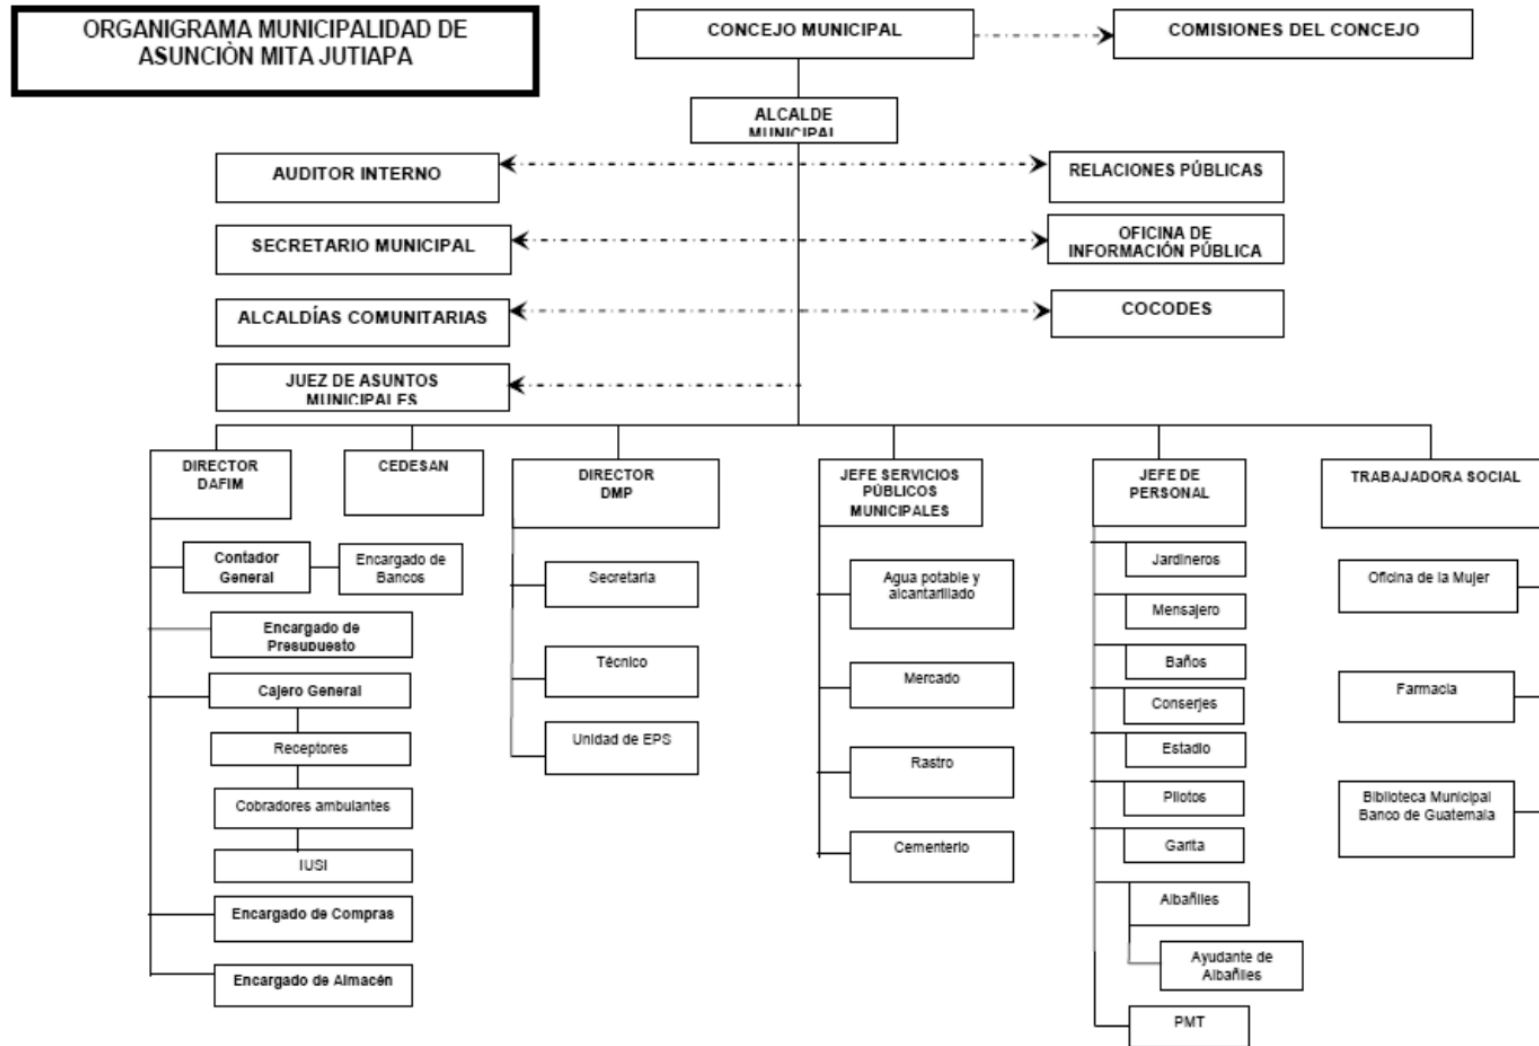 ORGANIGRAMA MUNICIPALIDAD DE
ASUNCIÒN MITA JUTIAPA
CONCEJO MUNICIPAL
COMISIONES DEL CONCEJO
ALCALDE
MUNICIPAL
AUDITOR INTERNO
RELACIONES PÚBLICAS
SECRETARIO MUNICIPAL
OFICINA DE
INFORMACIÓN PÚBLICA
ALCALDÍAS COMUNITARIAS
COCODES
JUEZ DE ASUNTOS
MUNICIPALES
DIRECTOR
DAFIM
CEDESAN
DIRECTOR
DMP
JEFE SERVICIOS
PÚBLICOS
MUNICIPALES
JEFE DE
PERSONAL
TRABAJADORA SOCIAL
Contador
General
Encargado de
Bancos
Encargado de
Presupuesto
Cajero General
Receptores
Cobradores ambulantes
IUSI
Encargado de Compras
Encargado de Almacén
Secretaria
Técnico
Unidad de EPS
Agua potable y
alcantarillado
Mercado
Rastro
Cementerio
Jardineros
Mensajero
Baños
Conserjes
Estadio
Pilotos
Garita
Albañiles
Ayudante de
Albañiles
PMT
Oficina de la Mujer
Farmacia
Biblioteca Municipal
Banco de Guatemala